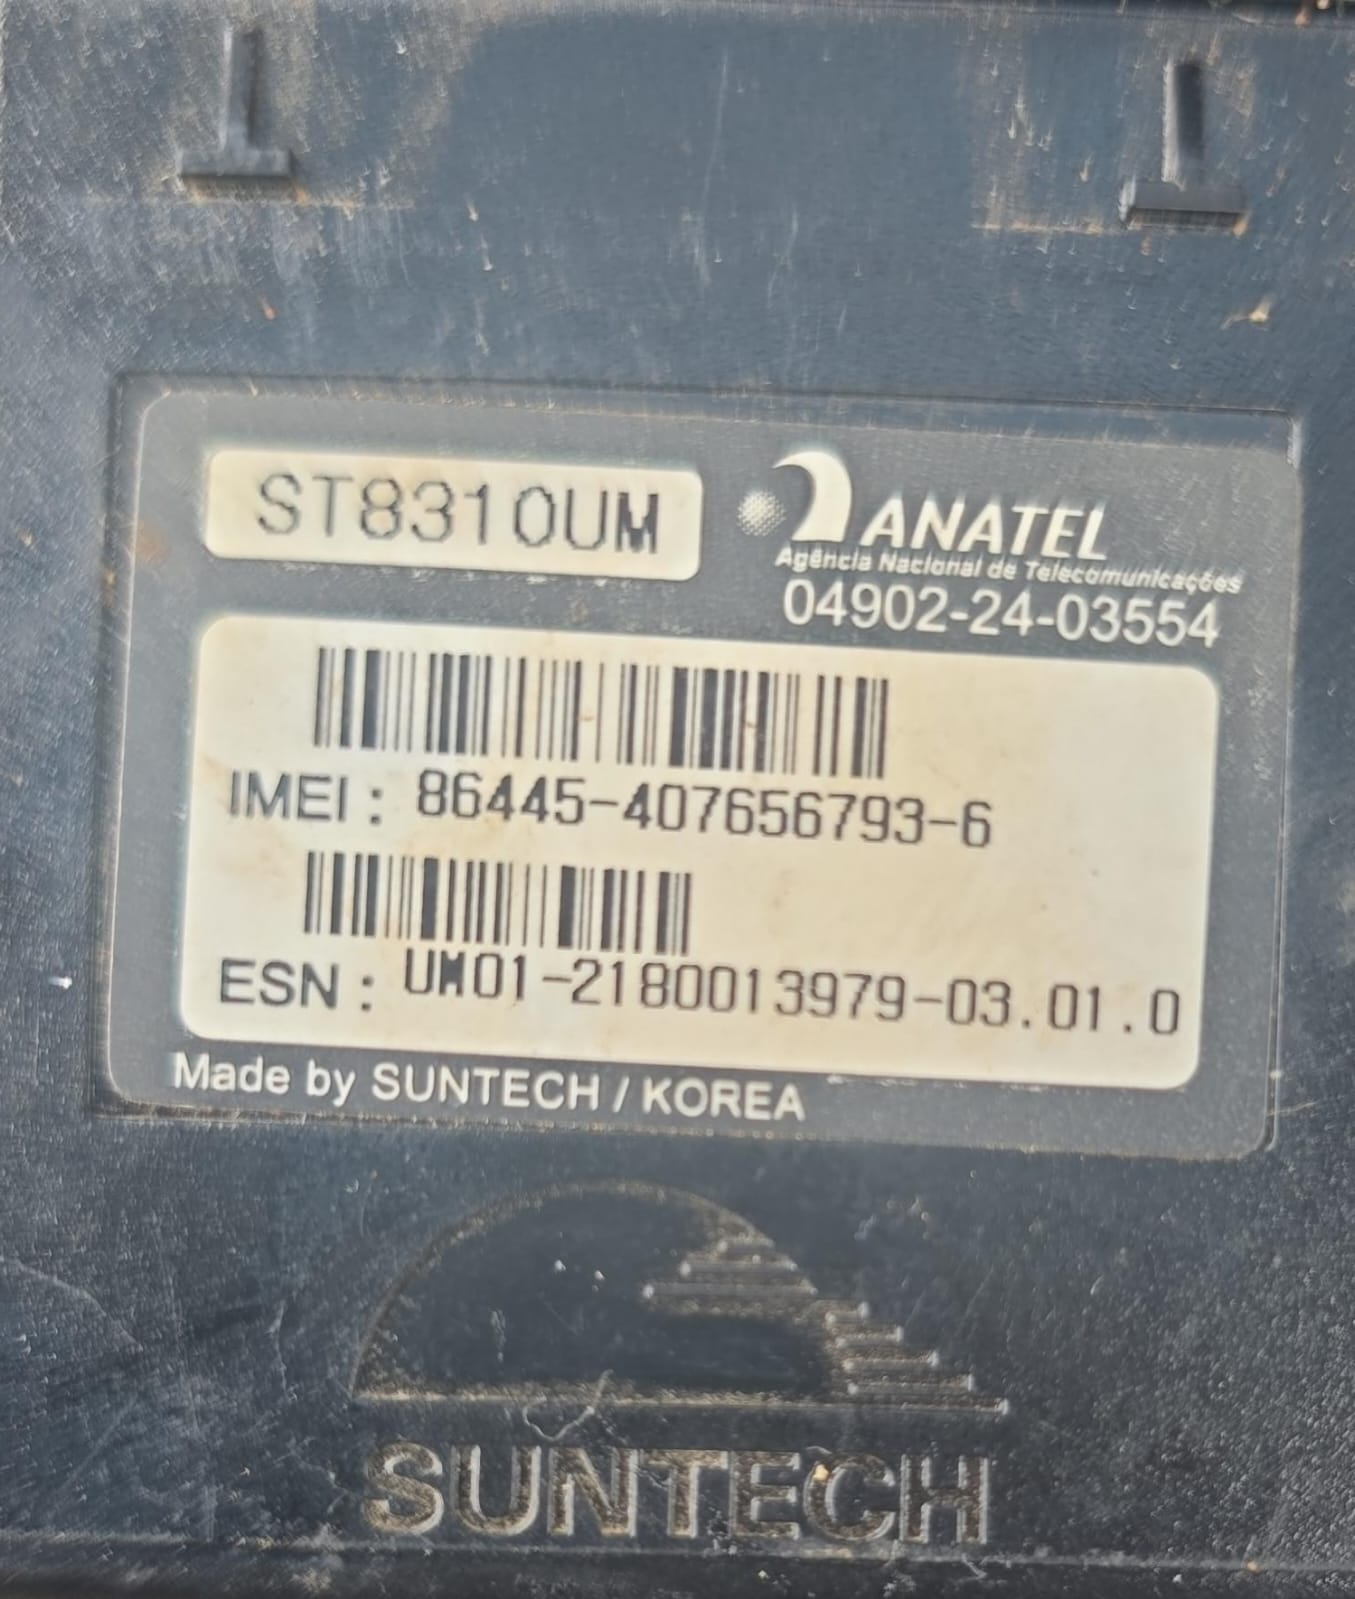 ST8310UM
ANATEL
Agência Nacional de Telecomunicações
04902-24-03554
IMEI : 86445-407656793-6
ESN : UM01-2180013979-03.01.0
Made by SUNTECH / KOREA
SUNTECH